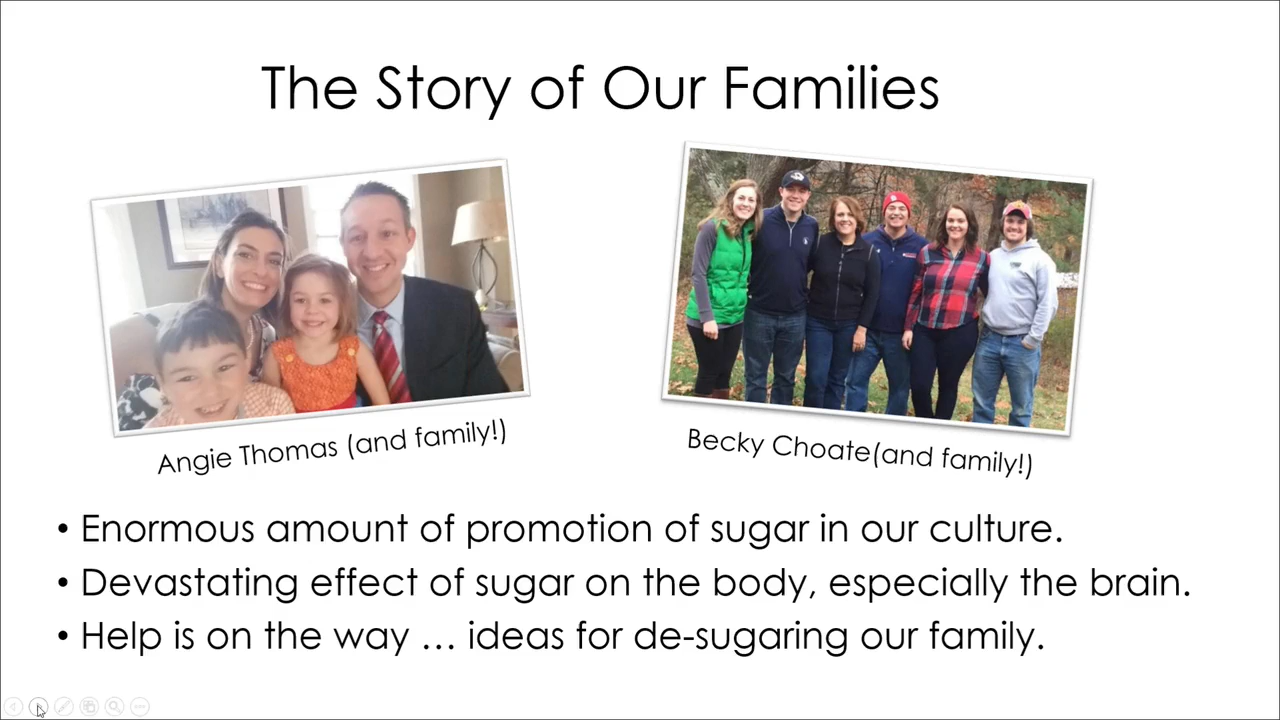 The Story of Our Families
Angie Thomas (and family!)
Becky Choate(and family!)
• Enormous amount of promotion of sugar in our culture.
• Devastating effect of sugar on the body, especially the brain.
• Help is on the way … ideas for de-sugaring our family.